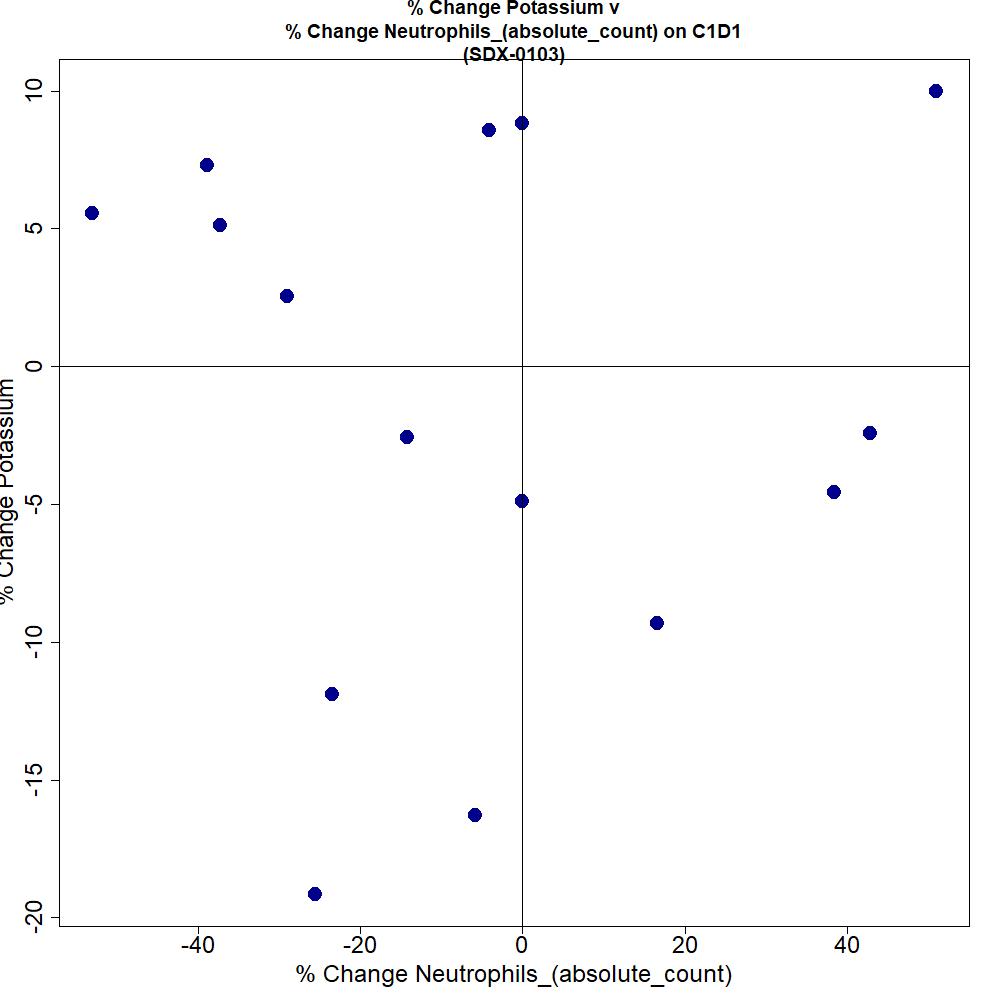 % Change Potassium v
% Change Neutrophils_(absolute_count) on C1D1
(SDX-0103)
10
5
0
-5
-10
-15
-20
% Change Potassium
-40
-20
0
20
40
% Change Neutrophils_(absolute_count)